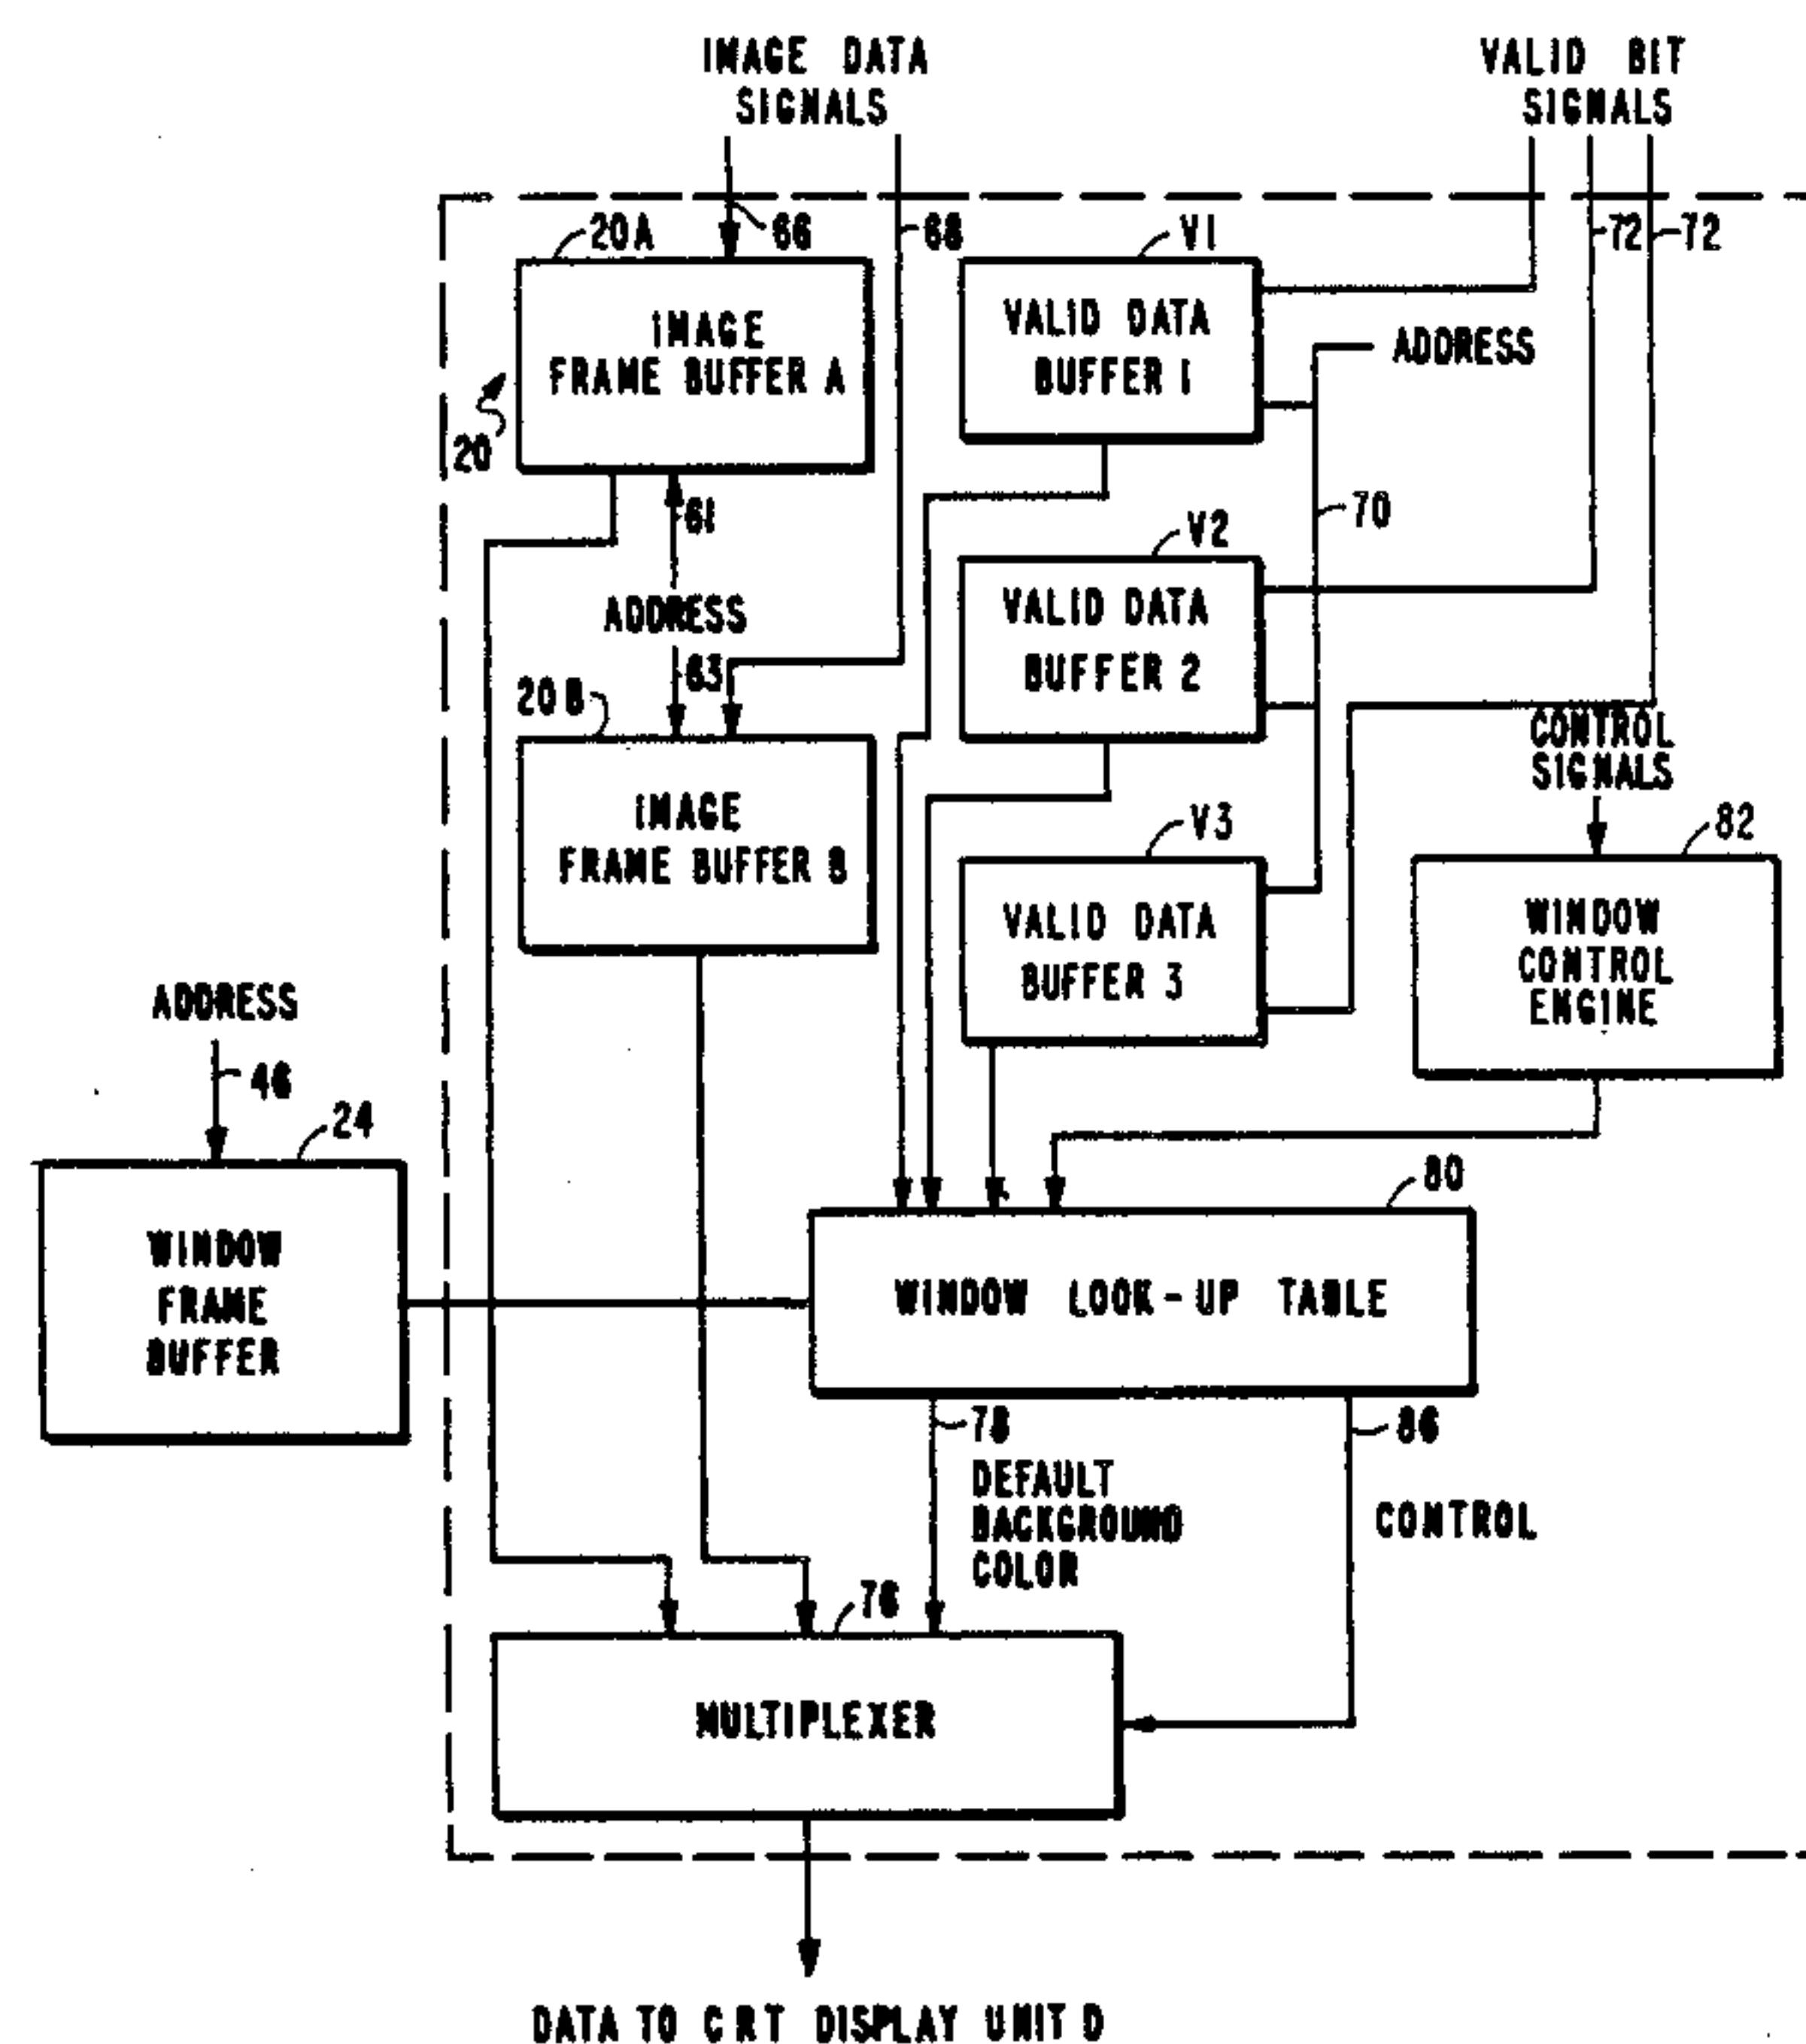 IMAGE DATA
SIGNALS
VALID BIT
SIGNALS
20A
66
68
V1
72
72
IMAGE
FRAME BUFFER A
VALID DATA
BUFFER 1
ADDRESS
20
61
V2
70
ADDRESS
VALID DATA
BUFFER 2
63
20B
CONTROL
SIGNALS
IMAGE
FRAME BUFFER B
V3
82
VALID DATA
BUFFER 3
WINDOW
CONTROL
ENGINE
ADDRESS
46
24
80
WINDOW
FRAME
BUFFER
WINDOW LOOK-UP TABLE
78
86
DEFAULT
BACKGROUND
COLOR
CONTROL
76
MULTIPLEXER
DATA TO CRT DISPLAY UNIT D